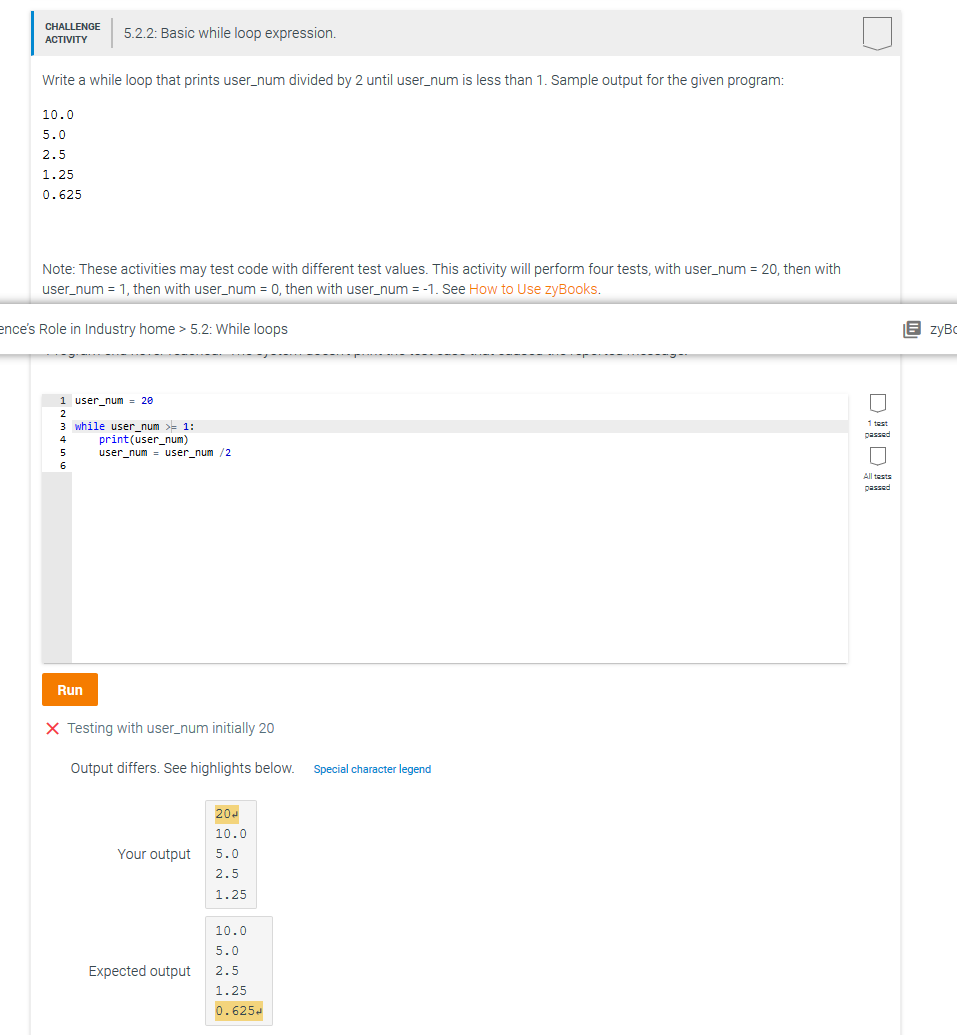 CHALLENGE
ACTIVITY
5.2.2: Basic while loop expression.
Write a while loop that prints user_num divided by 2 until user_num is less than 1. Sample output for the given program:
10.0
5.0
2.5
1.25
0.625
Note: These activities may test code with different test values. This activity will perform four tests, with user_num = 20, then with
user_num = 1, then with user_num = 0, then with user_num = -1. See How to Use zyBooks.
ence's Role in Industry home > 5.2: While loops
zyBo
1 user_num = 20
2
3 while user_num >= 1:
4 print(user_num)
5 user_num = user_num /2
6
1 test
passed
All tests
passed
Run
Testing with user_num initially 20
Output differs. See highlights below.
Special character legend
Your output
20↵
10.0
5.0
2.5
1.25
Expected output
10.0
5.0
2.5
1.25
0.625↵